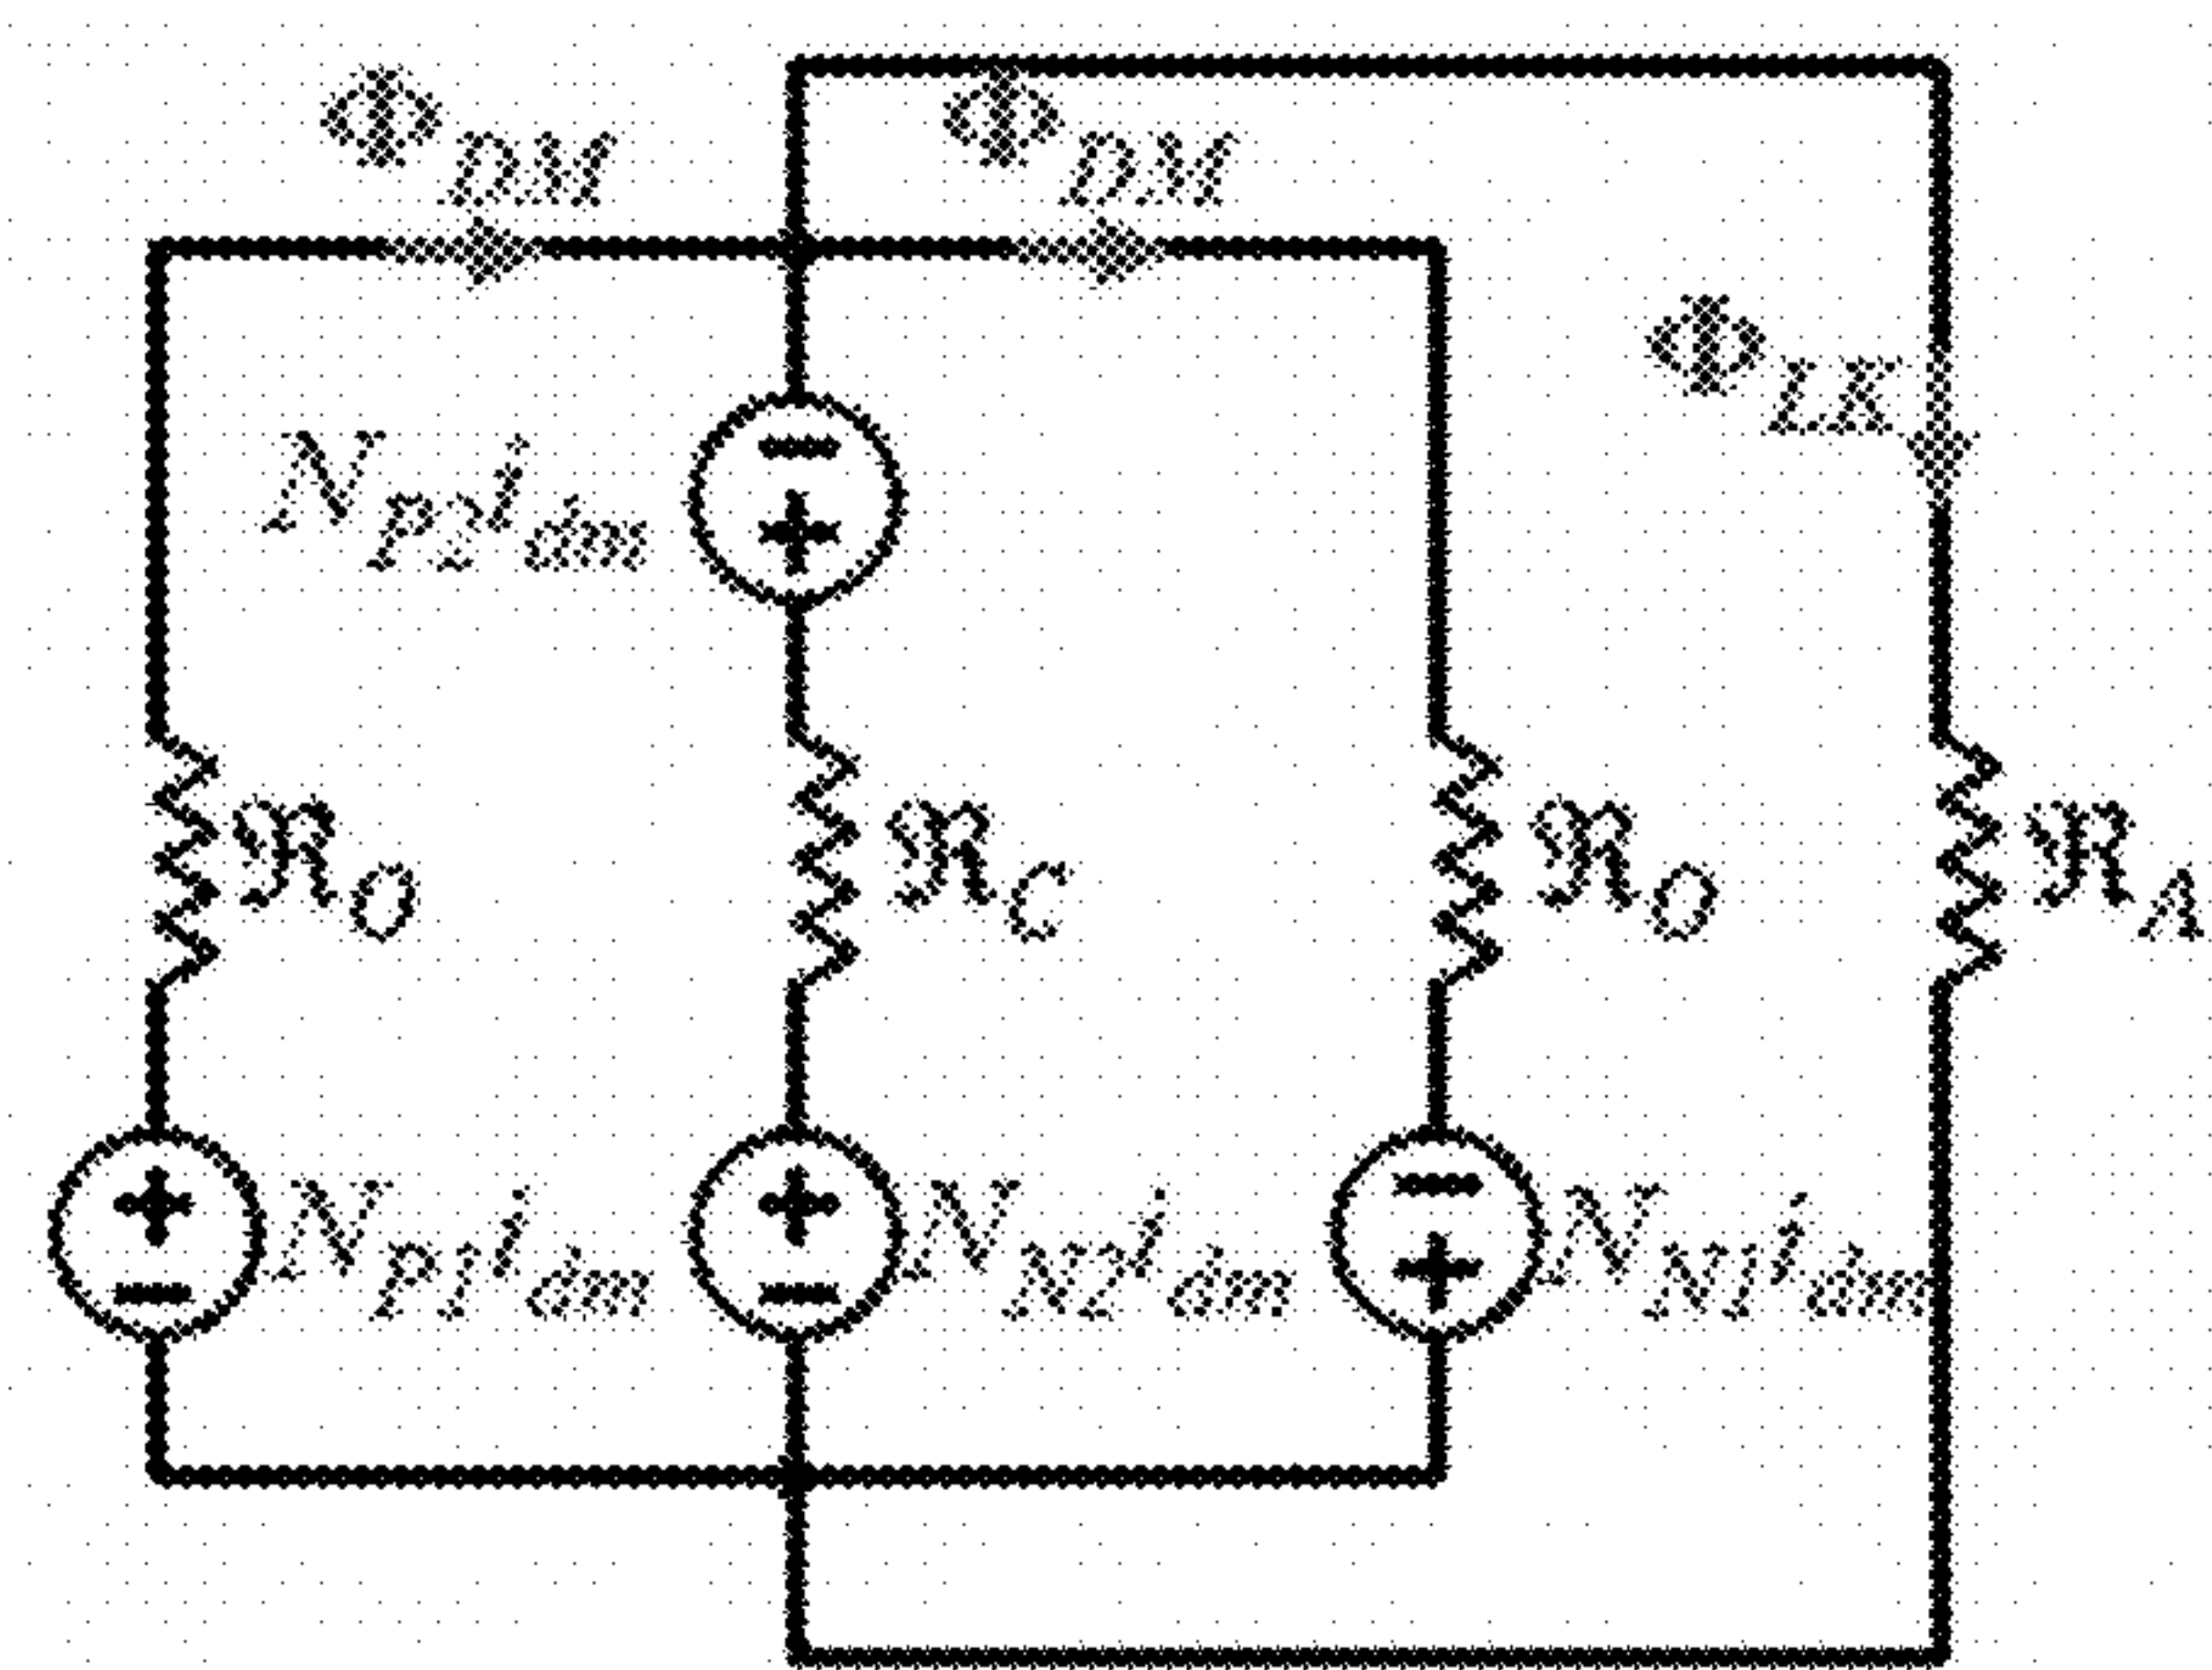 Φ_DM Φ_DM
Φ_LK
N_P2 i_dm
ℜ_O ℜ_C ℜ_O ℜ_A
N_P1 i_dm N_N2 i_dm N_N1 i_dm